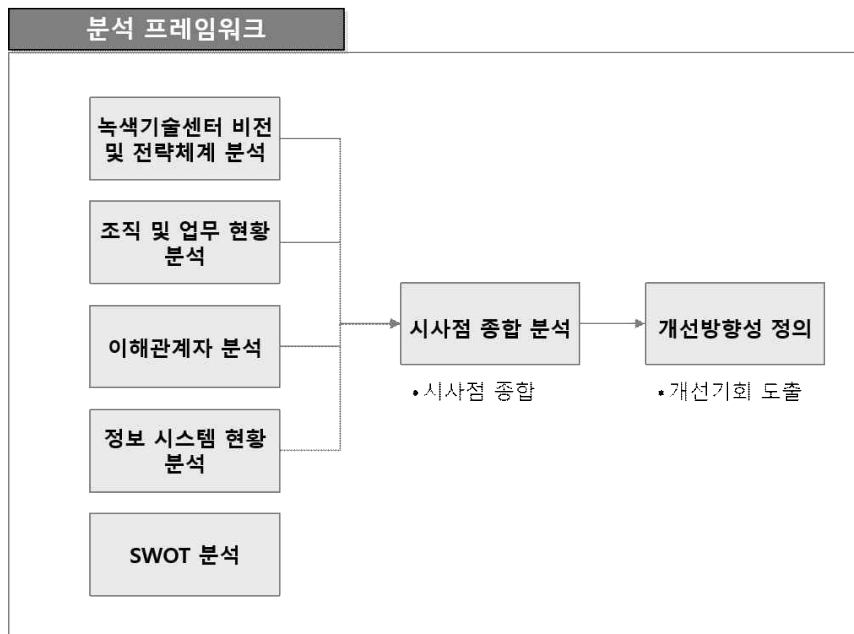 분석 프레임워크
녹색기술센터 비전
및 전략체계 분석
조직 및 업무 현황
분석
이해관계자 분석
정보 시스템 현황
분석
SWOT 분석
시사점 종합 분석
•시사점 종합
개선방향성 정의
•개선기회 도출